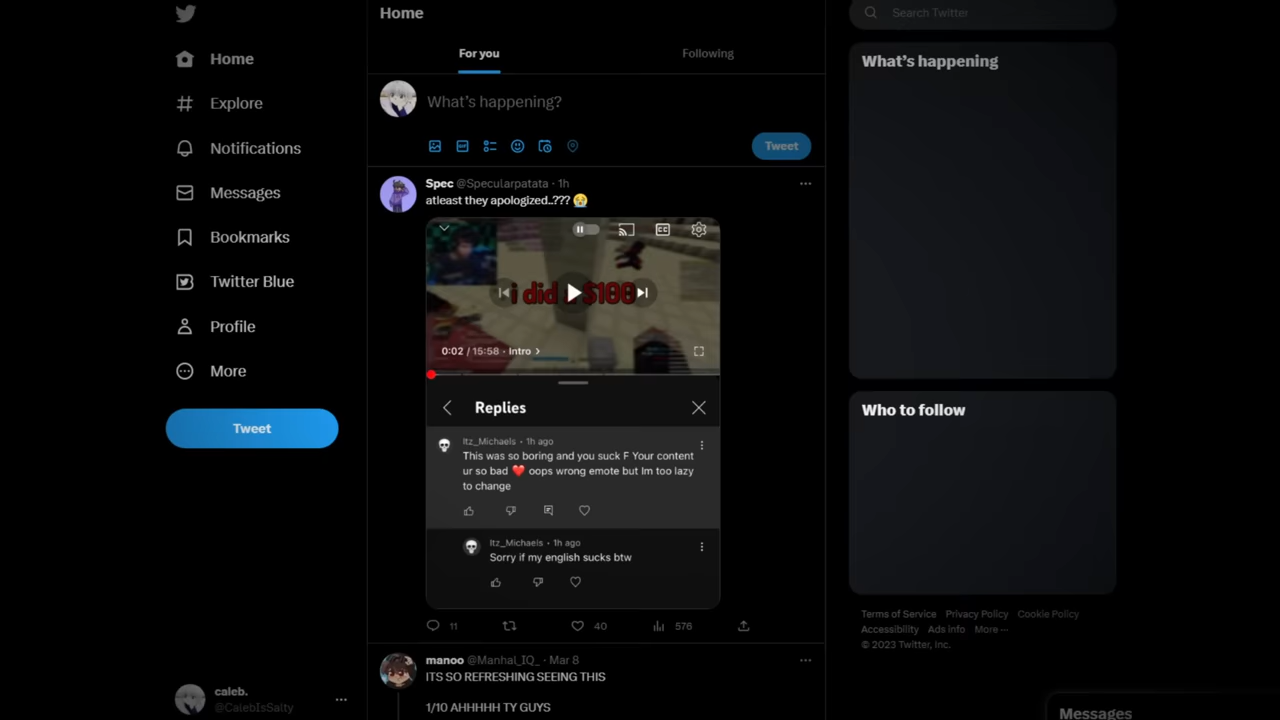 Home
Explore
Notifications
Messages
Bookmarks
Twitter Blue
Profile
More
Tweet
caleb.
@CalebIsSalty
Home
For you
Following
What's happening?
Tweet
Spec @Specularpatata · 1h
atleast they apologized..??? 😭
i did a $100
0:02 / 15:58 · Intro >
Replies
Itz_Michaels · 1h ago
This was so boring and you suck F Your content
ur so bad ❤️ oops wrong emote but Im too lazy
to change
Itz_Michaels · 1h ago
Sorry if my english sucks btw
11
40
576
manoo @Manhal_IQ_ · Mar 8
ITS SO REFRESHING SEEING THIS
1/10 AHHHHH TY GUYS
Search Twitter
What's happening
Who to follow
Terms of Service Privacy Policy Cookie Policy
Accessibility Ads info More ···
© 2023 Twitter, Inc.
Messages